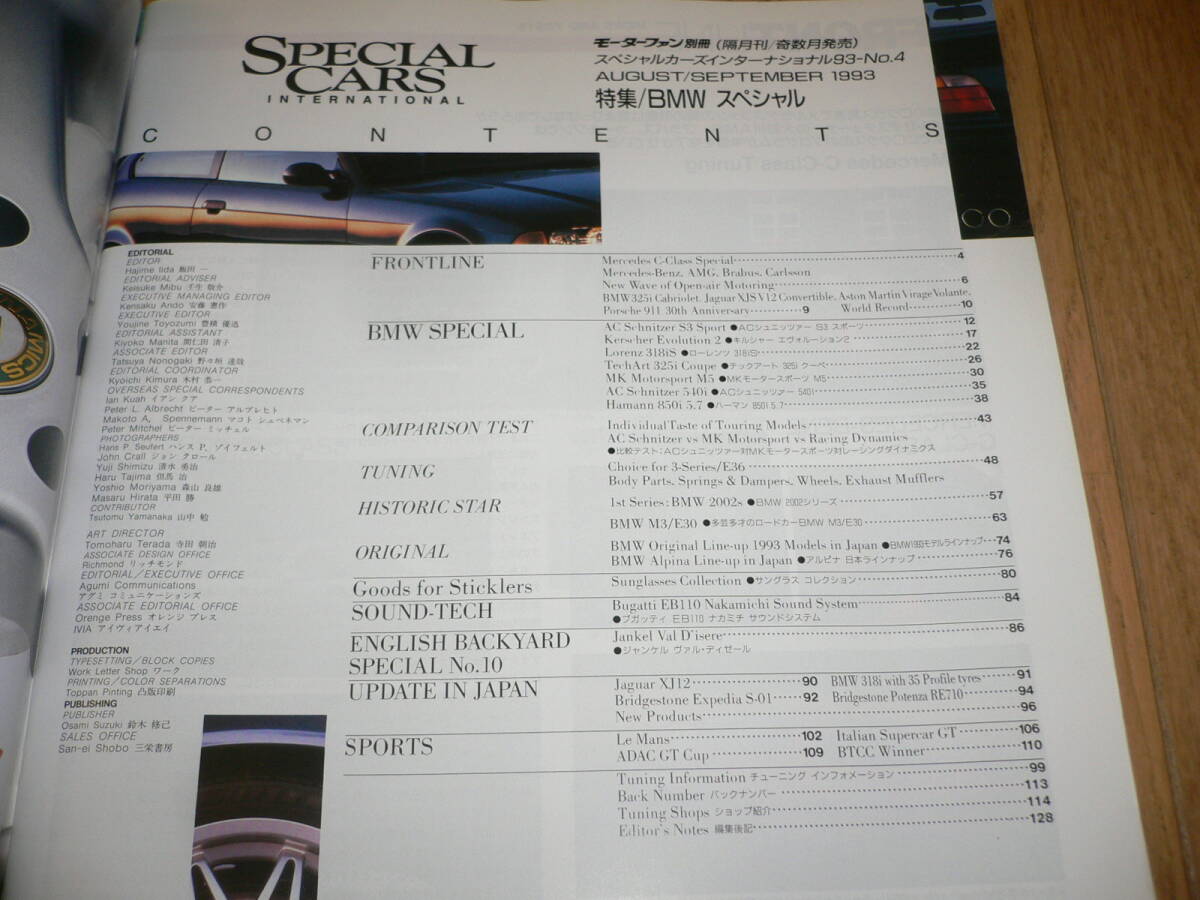 SPECIAL
CARS
INTERNATIONAL
モーターファン別冊 (隔月刊/奇数月発売)
スペシャルカーズインターナショナル93-No.4
AUGUST/SEPTEMBER 1993
特集/BMW スペシャル
CONTENTS
EDITORIAL
EDITOR
Hajime Iida 飯田 一
EDITORIAL ADVISER
Keisuke Mibu 壬生 敬介
EXECUTIVE MANAGING EDITOR
Kensaku Ando 安藤 憲作
EXECUTIVE EDITOR
Youjine Toyozumi 豊積 優迅
EDITORIAL ASSISTANT
Kiyoko Manita 間仁田 清子
ASSOCIATE EDITOR
Tatsuya Nonogaki 野々垣 達哉
EDITORIAL COORDINATOR
Kyoichi Kimura 木村 恭一
OVERSEAS SPECIAL CORRESPONDENTS
Ian Kuah イアン クア
Peter L. Albrecht ピーター アルブレヒト
Makoto A, Spennemann マコト シュペネマン
Peter Mitchel ピーター ミッチェル
PHOTOGRAPHERS
Hans P. Seufert ハンス P. ゾイフェルト
John Crall ジョン クロール
Yuji Shimizu 清水 勇治
Haru Tajima 但馬 治
Yoshio Moriyama 森山 良雄
Masaru Hirata 平田 勝
CONTRIBUTOR
Tsutomu Yamanaka 山中 勉
ART DIRECTOR
Tomoharu Terada 寺田 朝治
ASSOCIATE DESIGN OFFICE
Richmond リッチモンド
EDITORIAL/EXECUTIVE OFFICE
Agumi Communications
アグミ コミュニケーションズ
ASSOCIATE EDITORIAL OFFICE
Orenge Press オレンジ プレス
IVIA アイヴィアイエイ
PRODUCTION
TYPESETTING/BLOCK COPIES
Work Letter Shop ワーク
PRINTING/COLOR SEPARATIONS
Toppan Pinting 凸版印刷
PUBLISHING
PUBLISHER
Osami Suzuki 鈴木 修己
SALES OFFICE
San-ei Shobo 三栄書房
FRONTLINE
Mercedes C-Class Special 4
Mercedes-Benz, AMG, Brabus, Carlsson
New Wave of Open-air Motoring 6
BMW325i Cabriolet, Jaguar XJS V12 Convertible, Aston Martin Virage Volante,
Porsche 911 30th Anniversary 9 World Record 10
BMW SPECIAL
AC Schnitzer S3 Sport ●ACシュニッツァー S3 スポーツ 12
Kerscher Evolution 2 ●キルシャー エヴォルーション2 17
Lorenz 318iS ●ローレンツ 318iS 22
TechArt 325i Coupe ●テックアート 325i クーペ 26
MK Motorsport M5 ●MKモータースポーツ M5 30
AC Schnitzer 540i ●ACシュニッツァー 540i 35
Hamann 850i 5.7 ●ハーマン 850i 5.7 38
COMPARISON TEST
Individual Taste of Touring Models 43
AC Schnitzer vs MK Motorsport vs Racing Dynamics
●比較テスト:ACシュニッツァー対MKモータースポーツ対レーシングダイナミクス
TUNING
Choice for 3-Series/E36 48
Body Parts, Springs & Dampers, Wheels, Exhaust Mufflers
HISTORIC STAR
1st Series: BMW 2002s ●BMW 2002シリーズ 57
BMW M3/E30 ●多芸多才のロードカーBMW M3/E30 63
ORIGINAL
BMW Original Line-up 1993 Models in Japan ●BMW1993モデルラインナップ 74
BMW Alpina Line-up in Japan ●アルピナ 日本ラインナップ 76
Goods for Sticklers
Sunglasses Collection ●サングラス コレクション 80
SOUND-TECH
Bugatti EB110 Nakamichi Sound System 84
●ブガッティ EB110 ナカミチ サウンドシステム
ENGLISH BACKYARD
SPECIAL No.10
Jankel Val D'isere 86
●ジャンケル ヴァル・ディゼール
UPDATE IN JAPAN
Jaguar XJ12 90 BMW 318i with 35 Profile tyres 91
Bridgestone Expedia S-01 92 Bridgestone Potenza RE710 94
New Products 96
SPORTS
Le Mans 102 Italian Supercar GT 106
ADAC GT Cup 109 BTCC Winner 110
Tuning Information チューニング インフォメーション 99
Back Number バックナンバー 113
Tuning Shops ショップ紹介 114
Editor's Notes 編集後記 128